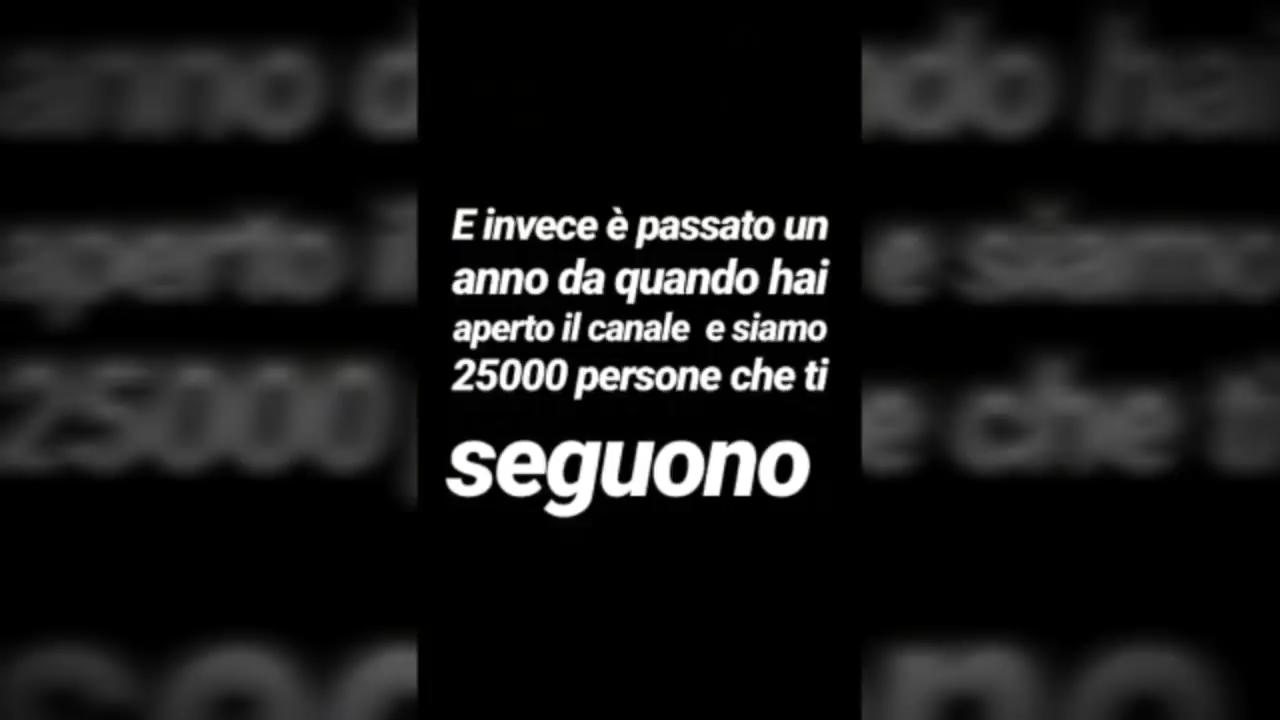 E invece è passato un
anno da quando hai
aperto il canale e siamo
25000 persone che ti
seguono